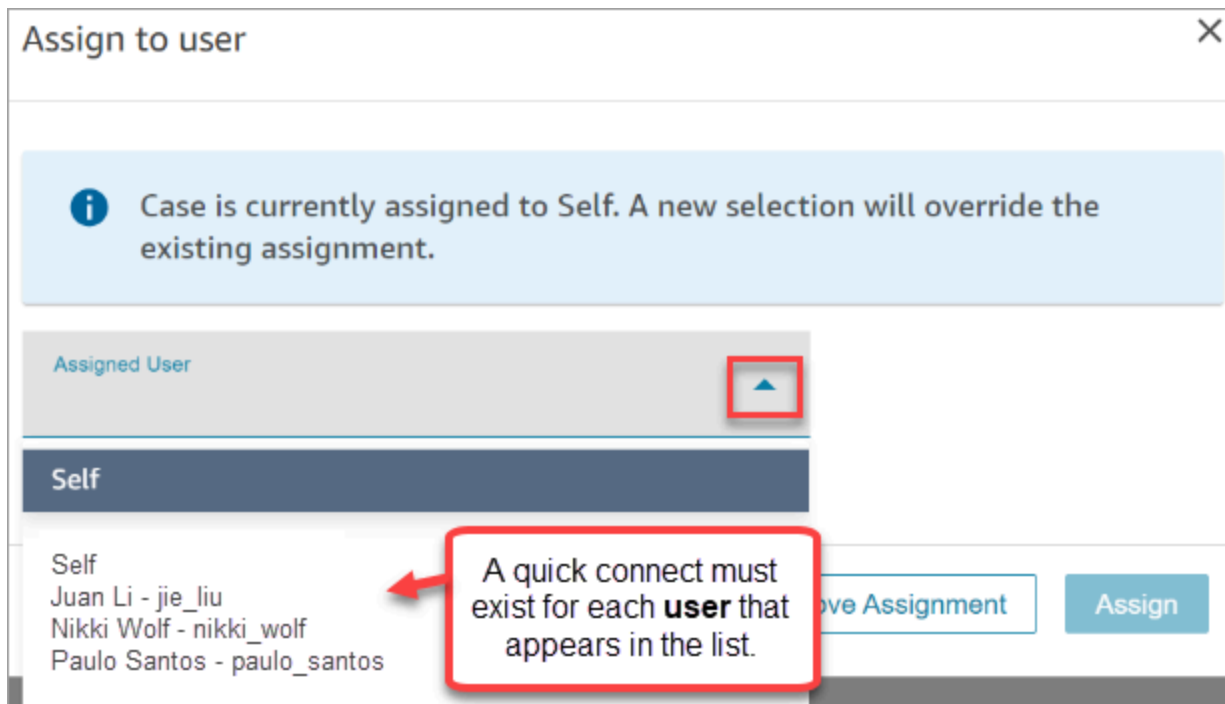 Assign to user
Case is currently assigned to Self. A new selection will override the
existing assignment.
Assigned User
Self
Self
Juan Li - jie_liu
Nikki Wolf - nikki_wolf
Paulo Santos - paulo_santos
A quick connect must
exist for each user that
appears in the list.
Assignment
Assign